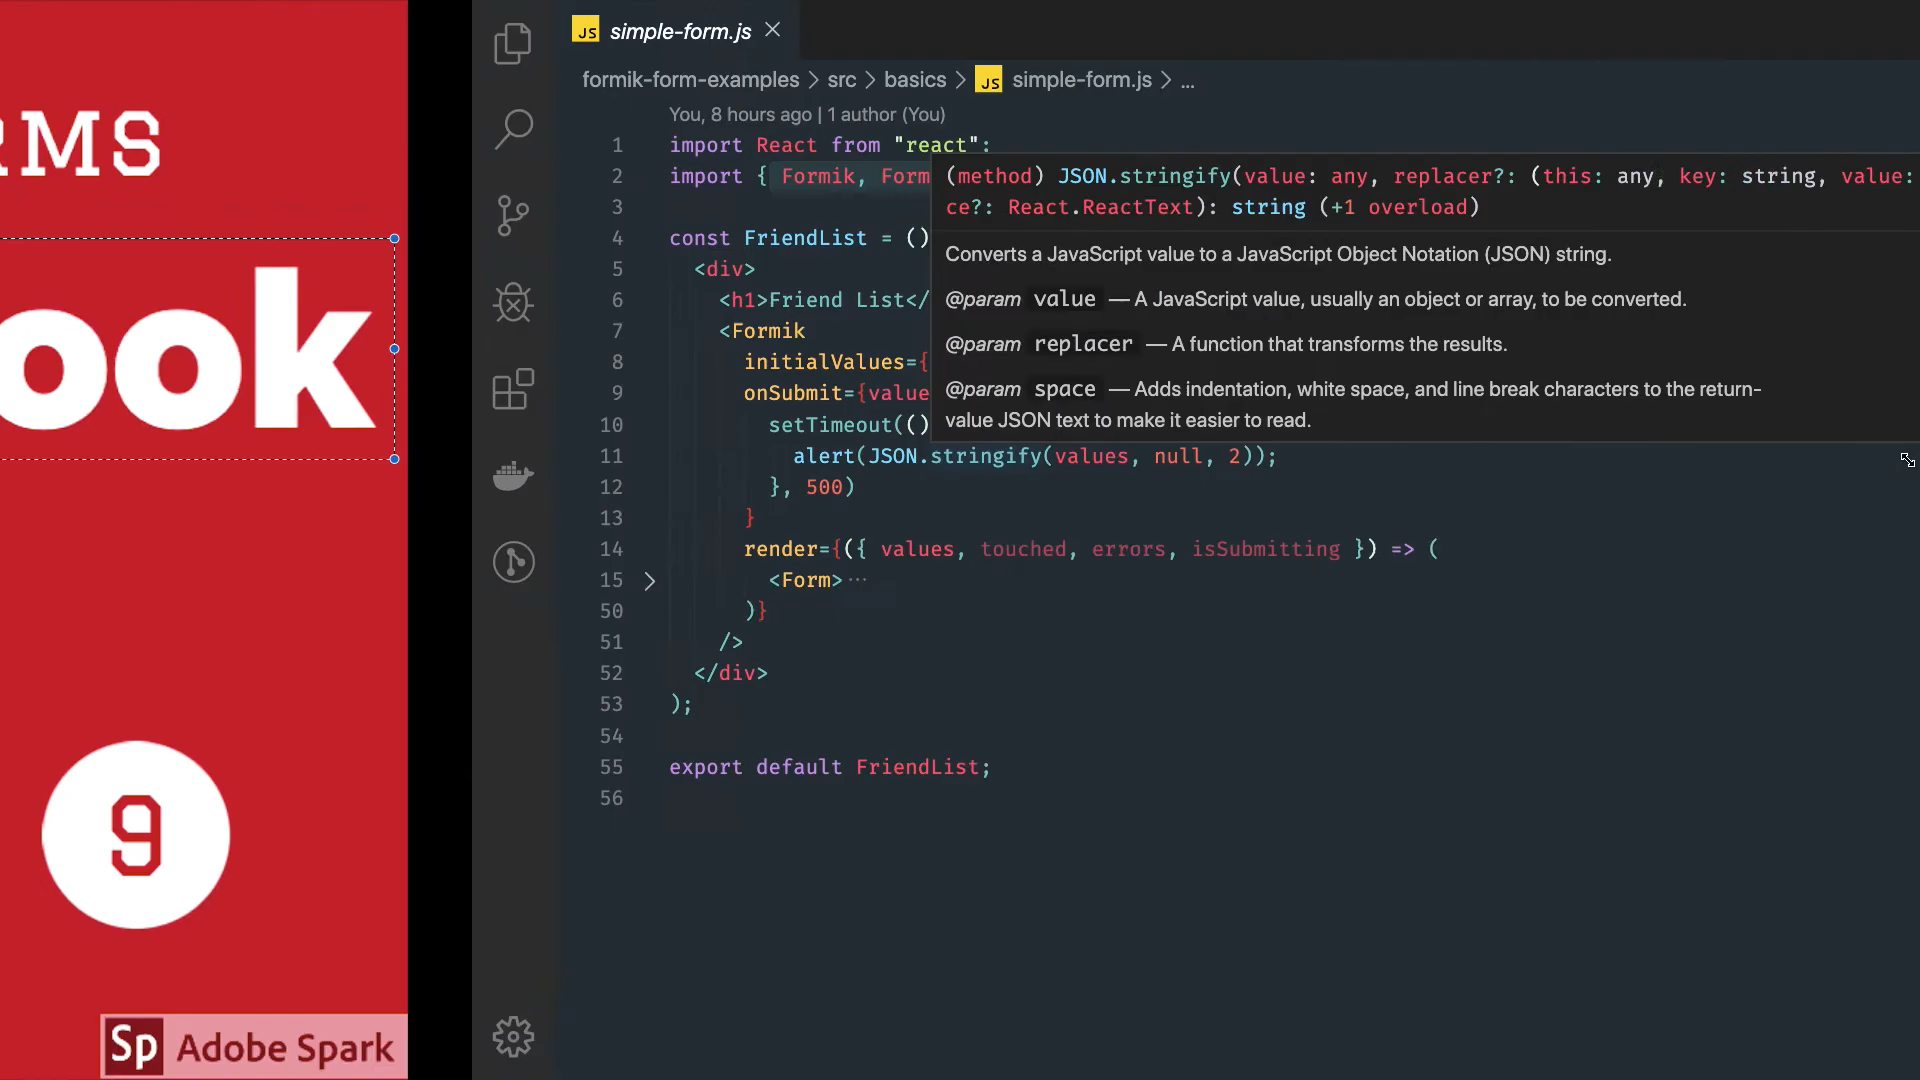 RMS
ook
9
Sp Adobe Spark
JS simple-form.js
formik-form-examples > src > basics > JS simple-form.js > ...
You, 8 hours ago | 1 author (You)
1 import React from "react";
2 import { Formik, Form
3
4 const FriendList = ()
5 <div>
6 <h1>Friend List</
7 <Formik
8 initialValues={
9 onSubmit={value
10 setTimeout(()
11 alert(JSON.stringify(values, null, 2));
12 }, 500)
13 }
14 render={({ values, touched, errors, isSubmitting }) => (
15 <Form>...
50 )}
51 />
52 </div>
53 );
54
55 export default FriendList;
56
(method) JSON.stringify(value: any, replacer?: (this: any, key: string, value:
ce?: React.ReactText): string (+1 overload)
Converts a JavaScript value to a JavaScript Object Notation (JSON) string.
@param value — A JavaScript value, usually an object or array, to be converted.
@param replacer — A function that transforms the results.
@param space — Adds indentation, white space, and line break characters to the return-
value JSON text to make it easier to read.